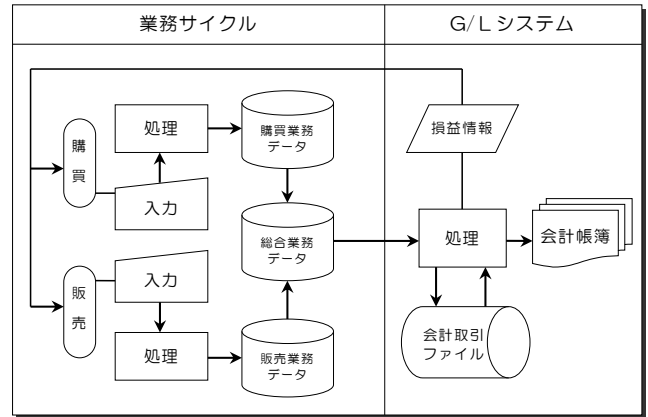 業務サイクル
G/Lシステム
購
買
処理
入力
購買業務
データ
総合業務
データ
販
売
入力
処理
販売業務
データ
損益情報
処理
会計帳簿
会計取引
ファイル